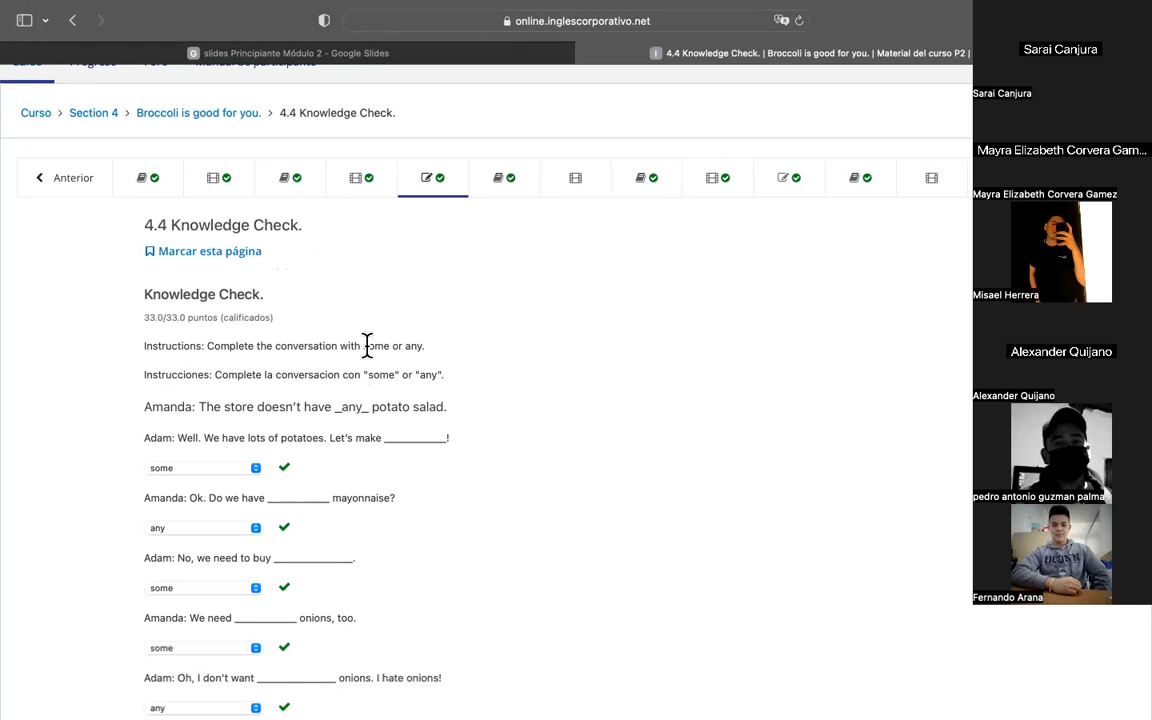 online.inglescorporativo.net
G slides Principiante Módulo 2 - Google Slides
I 4.4 Knowledge Check. | Broccoli is good for you. | Material del curso P2 |
Curso > Section 4 > Broccoli is good for you. > 4.4 Knowledge Check.
Anterior
4.4 Knowledge Check.
Marcar esta página
Knowledge Check.
33.0/33.0 puntos (calificados)
Instructions: Complete the conversation with some or any.
Instrucciones: Complete la conversacion con "some" or "any".
Amanda: The store doesn't have _any_ potato salad.
Adam: Well. We have lots of potatoes. Let's make ____________!
some
Amanda: Ok. Do we have ____________ mayonnaise?
any
Adam: No, we need to buy _______________.
some
Amanda: We need ____________ onions, too.
some
Adam: Oh, I don't want _______________ onions. I hate onions!
any
Sarai Canjura
Sarai Canjura
Mayra Elizabeth Corvera Gam...
Mayra Elizabeth Corvera Gamez
Misael Herrera
Alexander Quijano
Alexander Quijano
pedro antonio guzman palma
UCONN
Fernando Arana